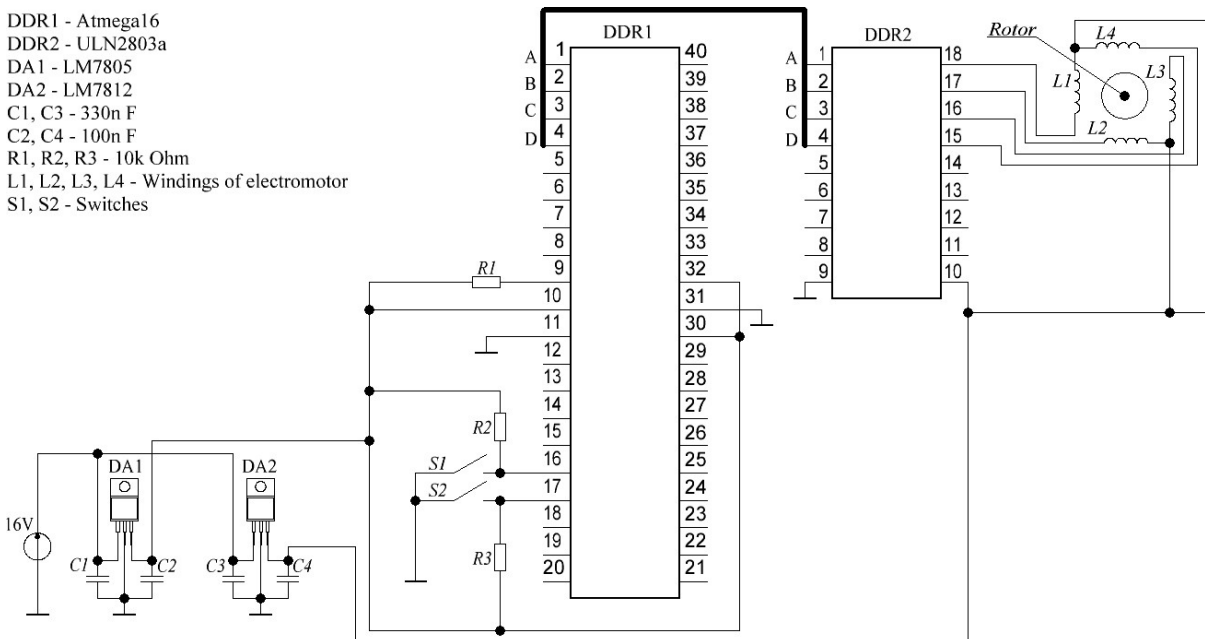 DDR1 - Atmega16
DDR2 - ULN2803a
DA1 - LM7805
DA2 - LM7812
C1, C3 - 330n F
C2, C4 - 100n F
R1, R2, R3 - 10k Ohm
L1, L2, L3, L4 - Windings of electromotor
S1, S2 - Switches
DDR1
A
B
C
D
1
2
3
4
5
6
7
8
9
10
11
12
13
14
15
16
17
18
19
20
40
39
38
37
36
35
34
33
32
31
30
29
28
27
26
25
24
23
22
21
DDR2
A
B
C
D
1
2
3
4
5
6
7
8
9
18
17
16
15
14
13
12
11
10
Rotor
L4
L1
L3
L2
R1
R2
S1
S2
R3
DA1
DA2
16V
C1
C2
C3
C4